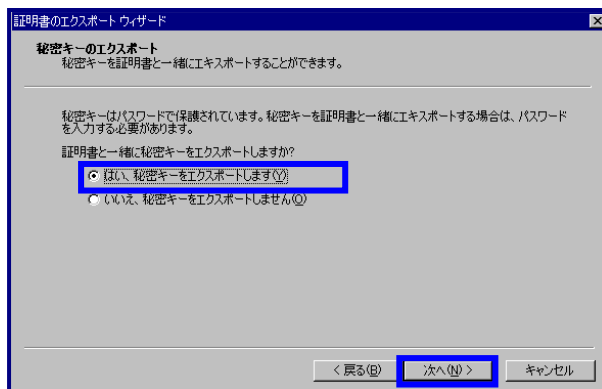 証明書のエクスポート ウィザード
秘密キーのエクスポート
秘密キーを証明書と一緒にエキスポートすることができます。
秘密キーはパスワードで保護されています。秘密キーを証明書と一緒にエキスポートする場合は、パスワード
を入力する必要があります。
証明書と一緒に秘密キーをエクスポートしますか?
はい、秘密キーをエクスポートします(Y)
いいえ、秘密キーをエクスポートしません(O)
< 戻る(B) 次へ(N) > キャンセル